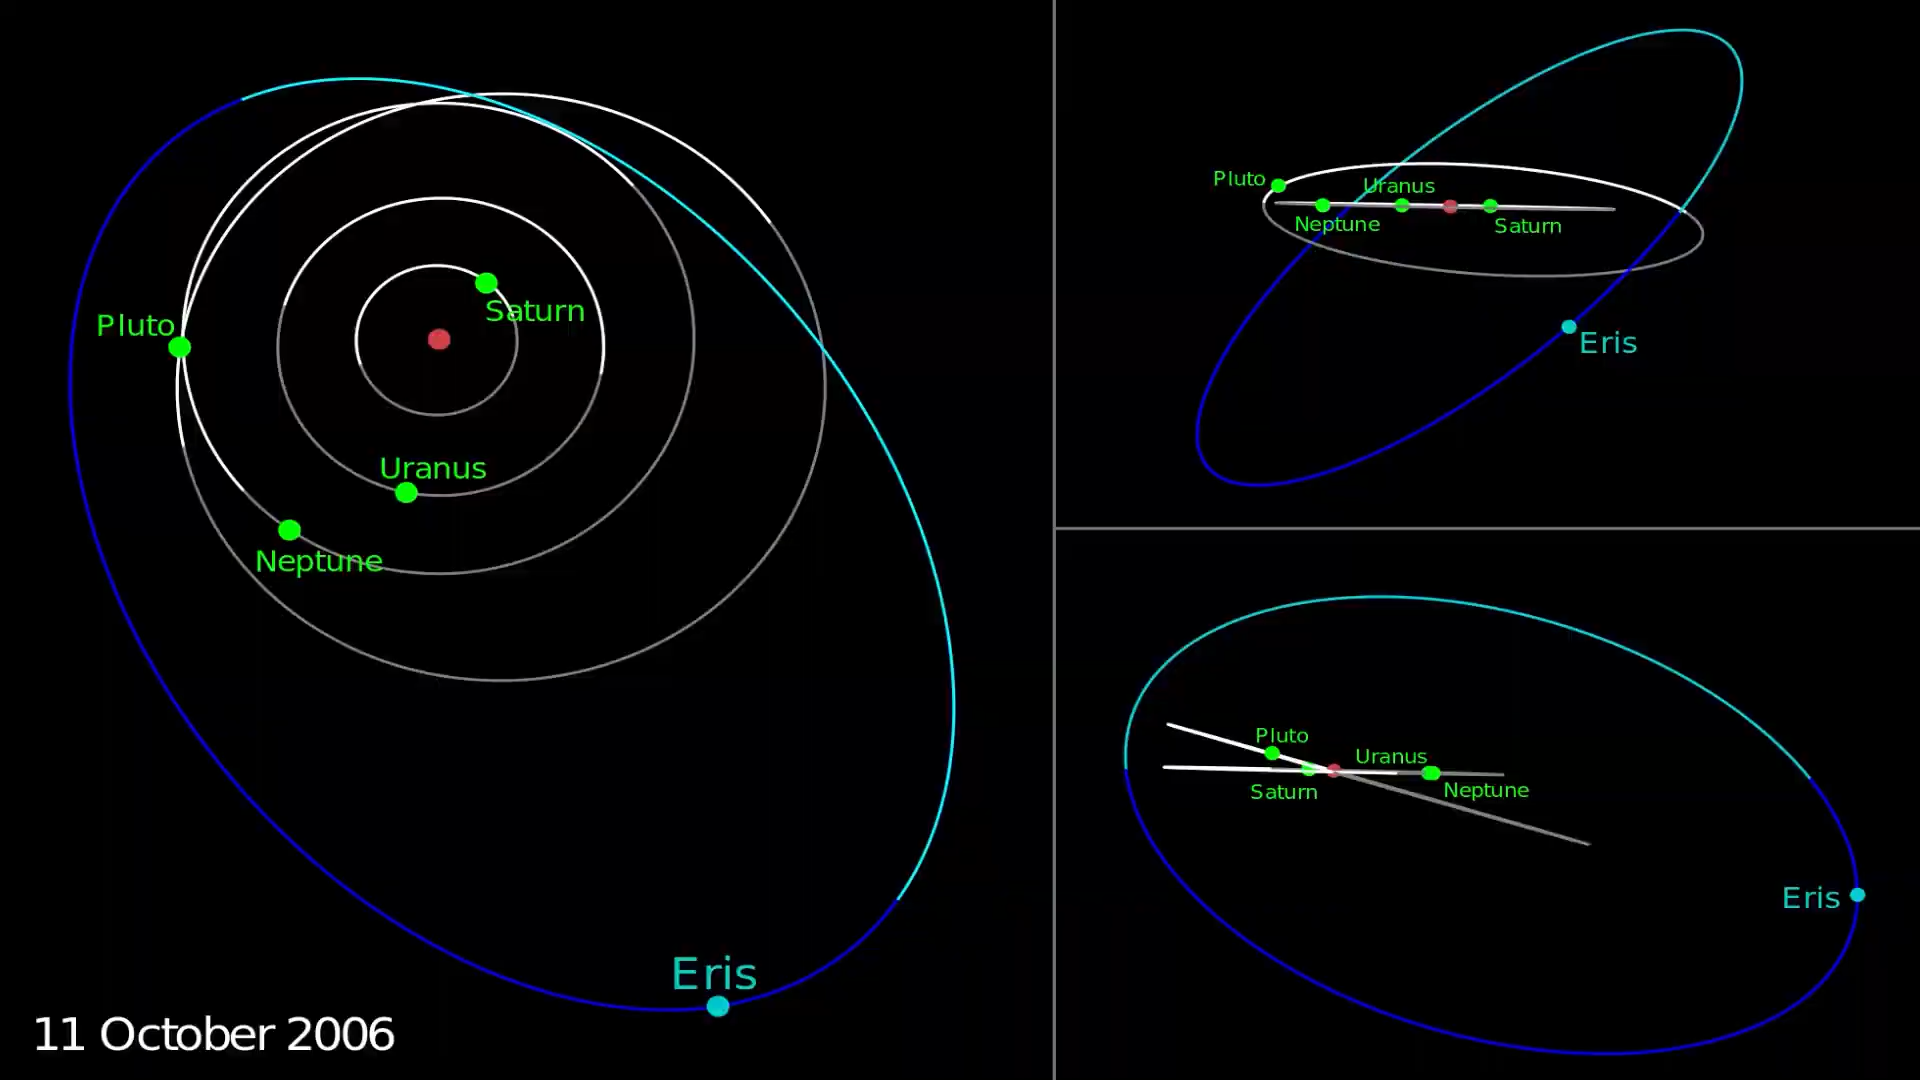 Saturn
Pluto
Uranus
Neptune
Eris
11 October 2006
Pluto
Uranus
Neptune
Saturn
Eris
Pluto
Uranus
Saturn
Neptune
Eris